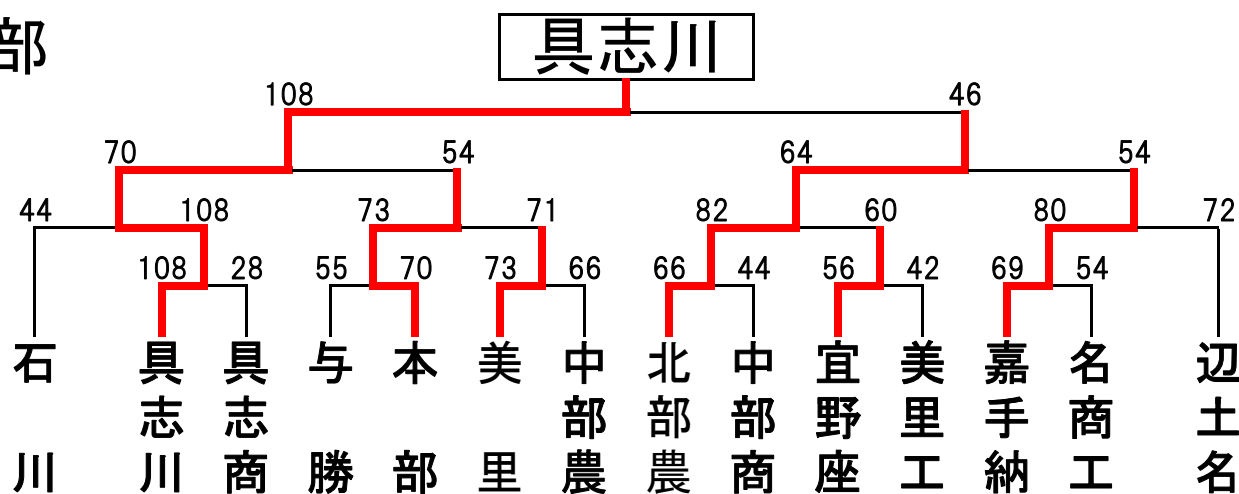 部
具志川
108 46
70 54 64 54
44 108 73 71 82 60 80 72
108 28 55 70 73 66 66 44 56 42 69 54
石川
具志川
具志商
与勝
本部
美里
中部農
北部農
中部商
宜野座
美里工
嘉手納
名商工
辺土名